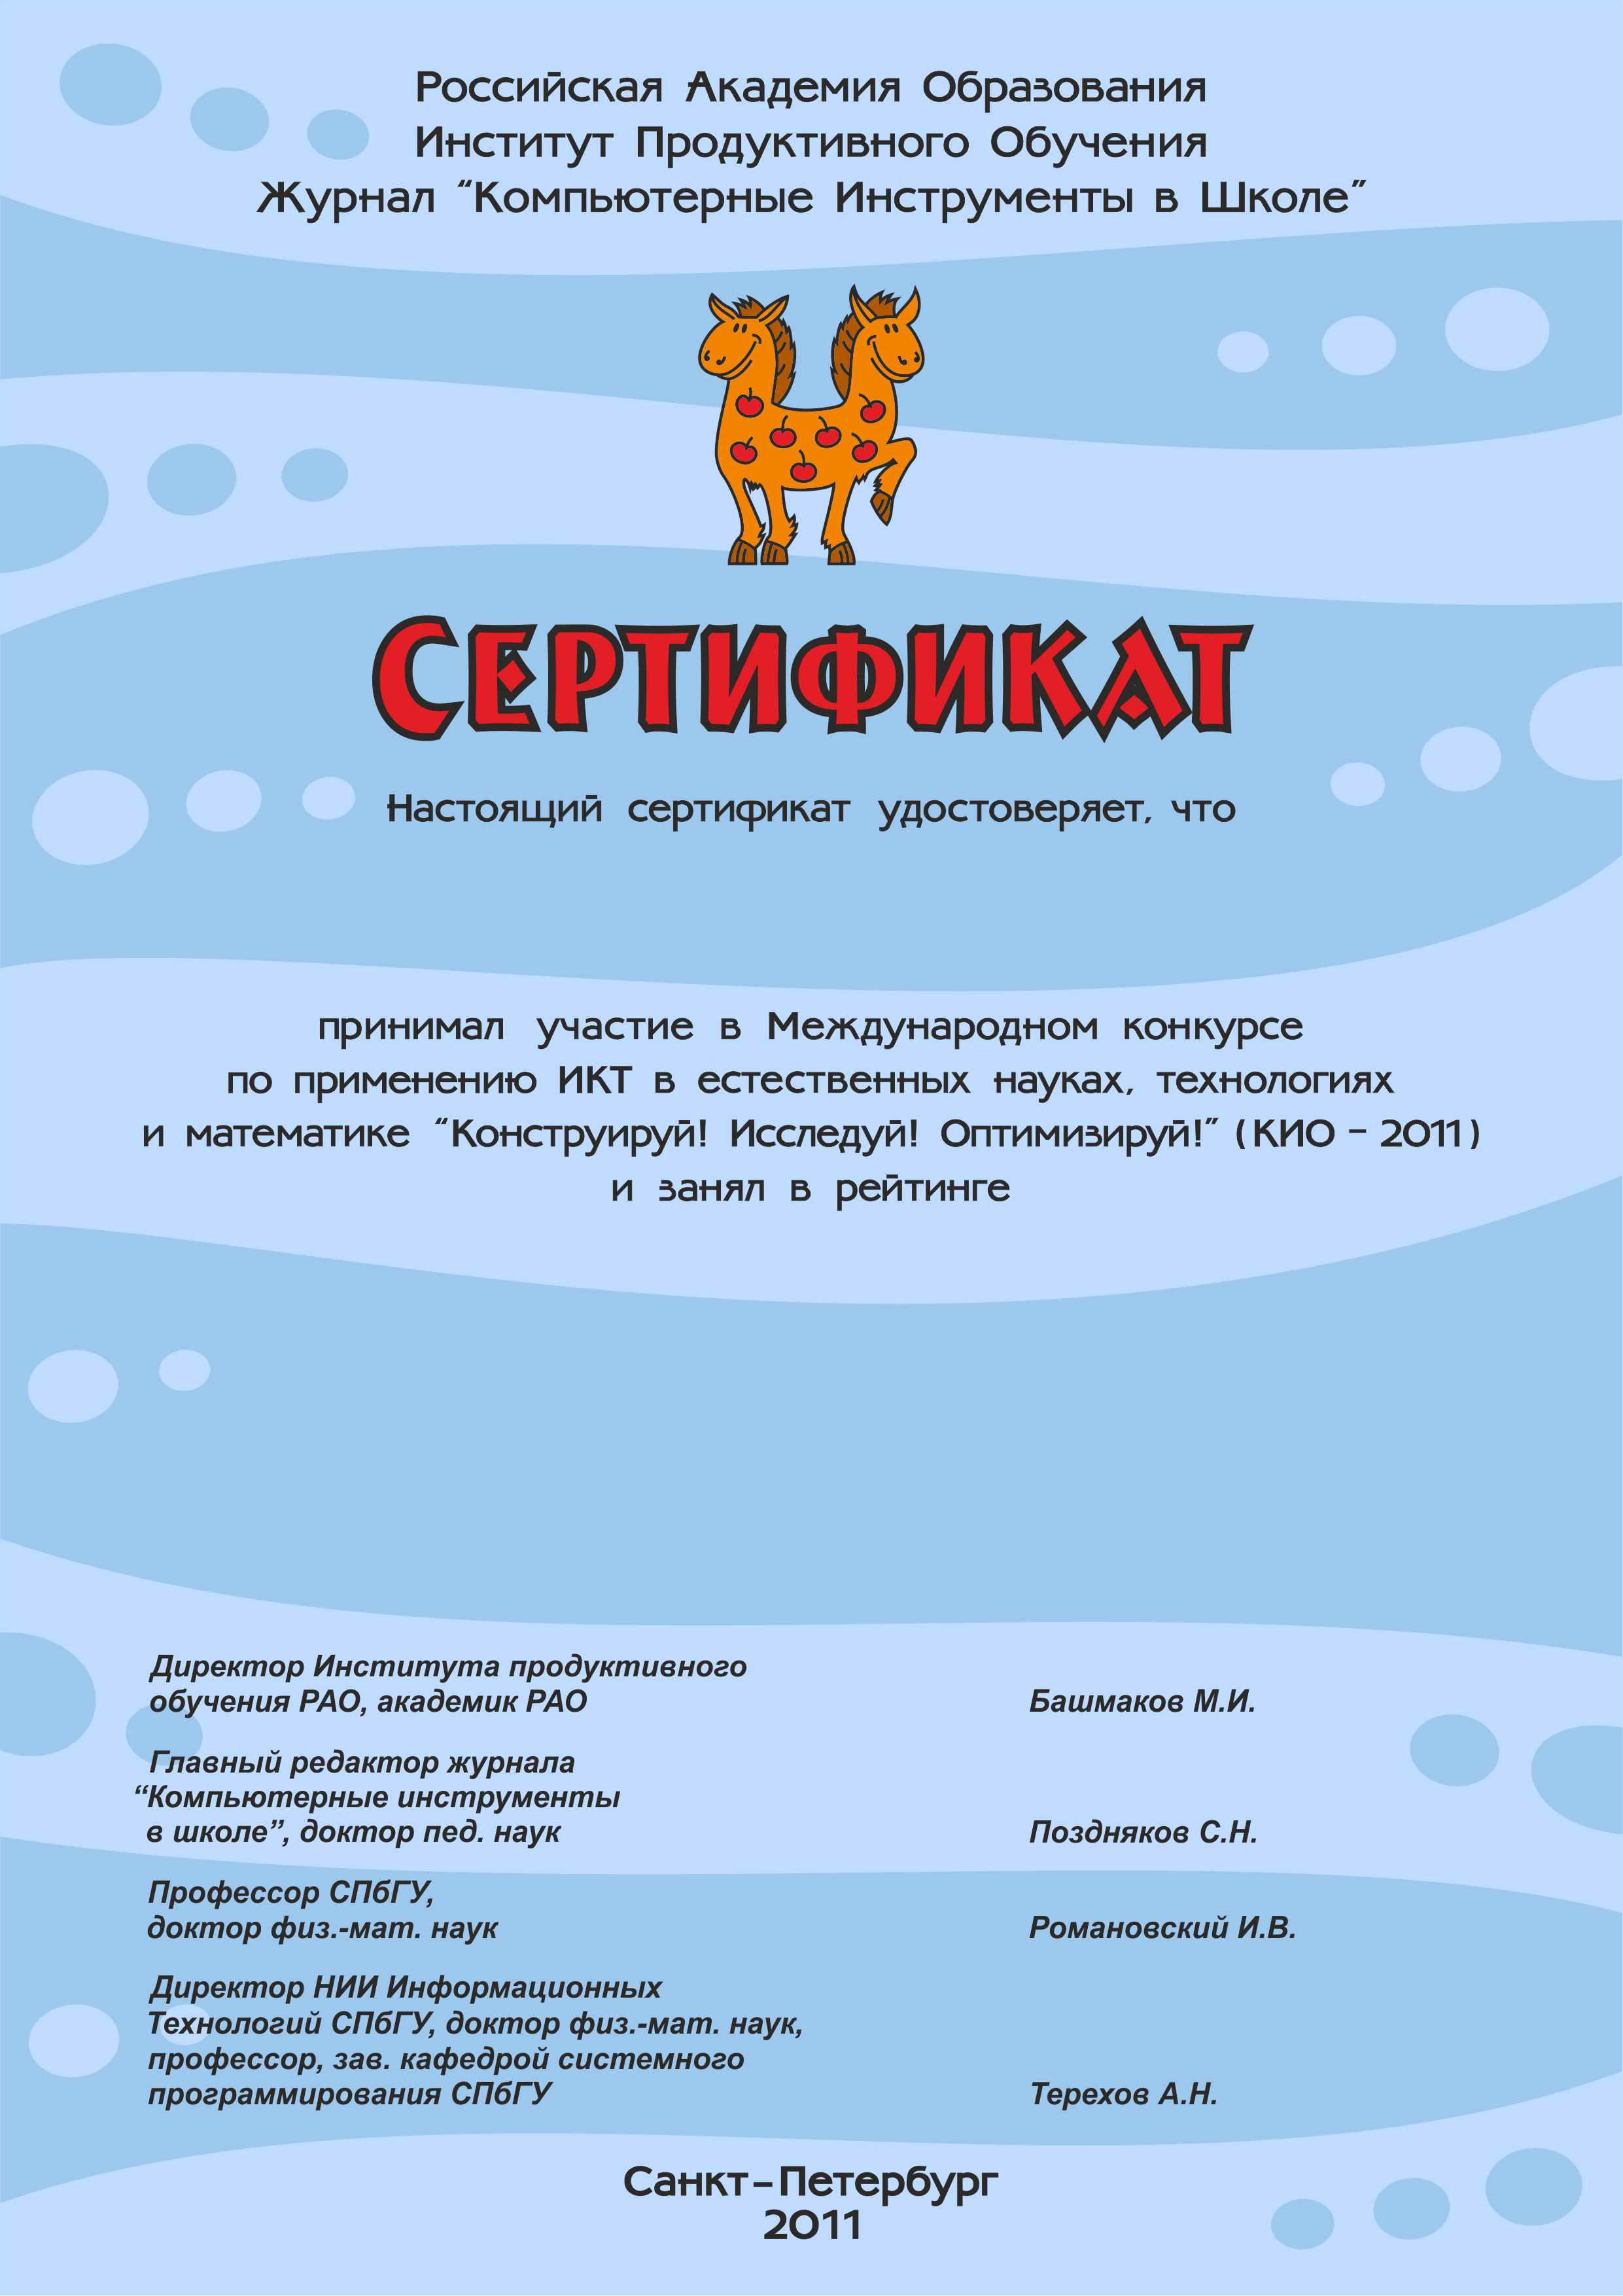 Российская Академия Образования
Институт Продуктивного Обучения
Журнал “Компьютерные Инструменты в Школе”
Сертификат
Настоящий сертификат удостоверяет, что
принимал участие в Международном конкурсе
по применению ИКТ в естественных науках, технологиях
и математике “Конструируй! Исследуй! Оптимизируй!” (КИО - 2011)
и занял в рейтинге
Директор Института продуктивного
обучения РАО, академик РАО Башмаков М.И.
Главный редактор журнала
“Компьютерные инструменты
в школе”, доктор пед. наук Поздняков С.Н.
Профессор СПбГУ,
доктор физ.-мат. наук Романовский И.В.
Директор НИИ Информационных
Технологий СПбГУ, доктор физ.-мат. наук,
профессор, зав. кафедрой системного
программирования СПбГУ Терехов А.Н.
Санкт-Петербург
2011